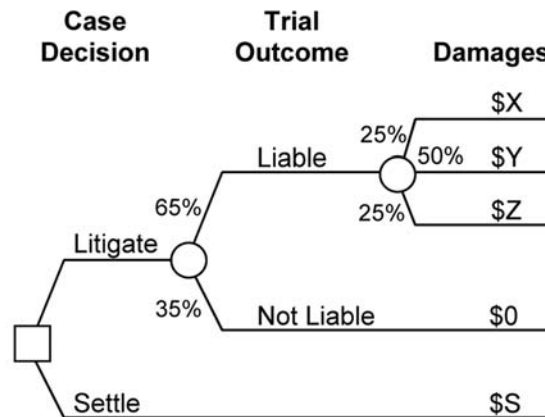 Case Decision
Trial Outcome
Damages
$X
25%
50%
$Y
Liable
25%
$Z
65%
Litigate
35%
Not Liable
$0
Settle
$S